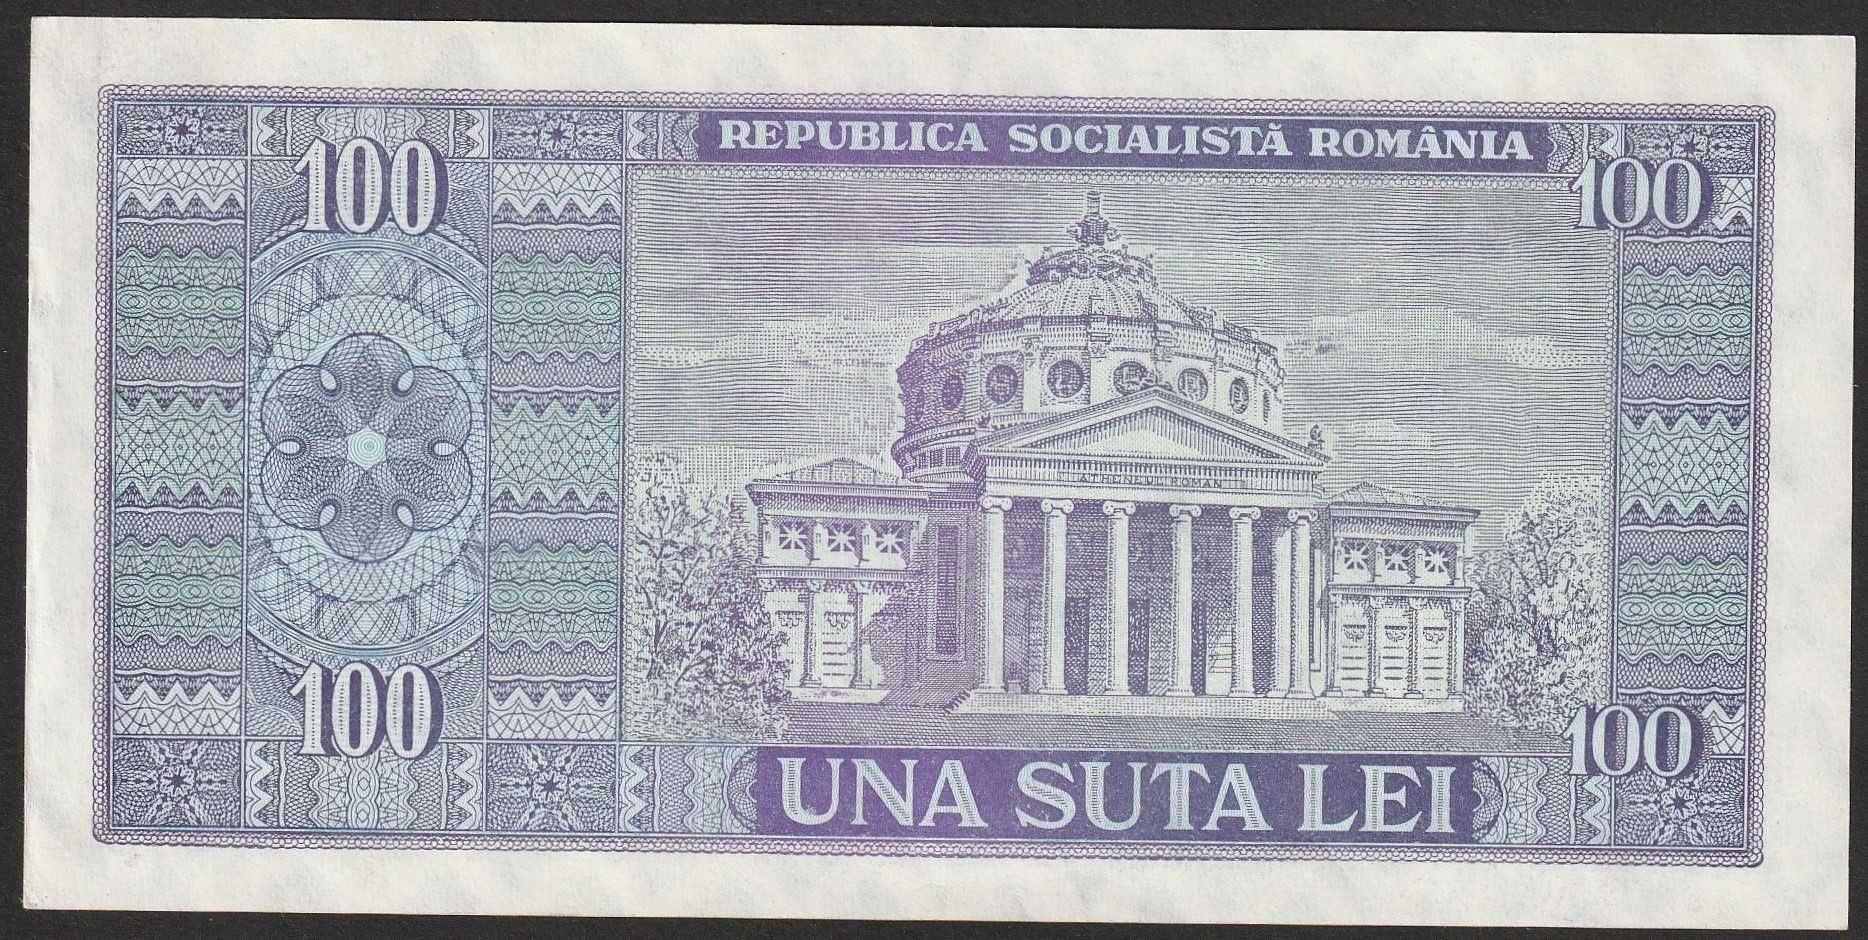 REPUBLICA SOCIALISTĂ ROMÂNIA
100
100
ATHENEUL ROMAN
100
100
UNA SUTA LEI